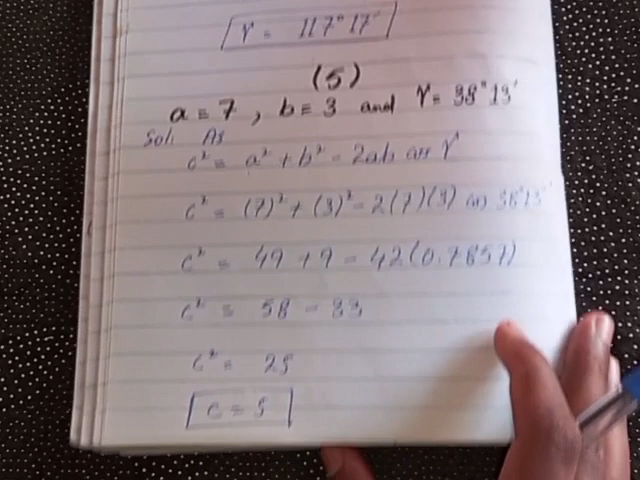 γ = 117°17'
(5)
a = 7 , b = 3 and γ = 38°13'
Sol: As
c² = a² + b² - 2ab cos γ
c² = (7)² + (3)² - 2(7)(3) cos 38°13'
c² = 49 + 9 - 42(0.7857)
c² = 58 - 33
c² = 25
c = 5